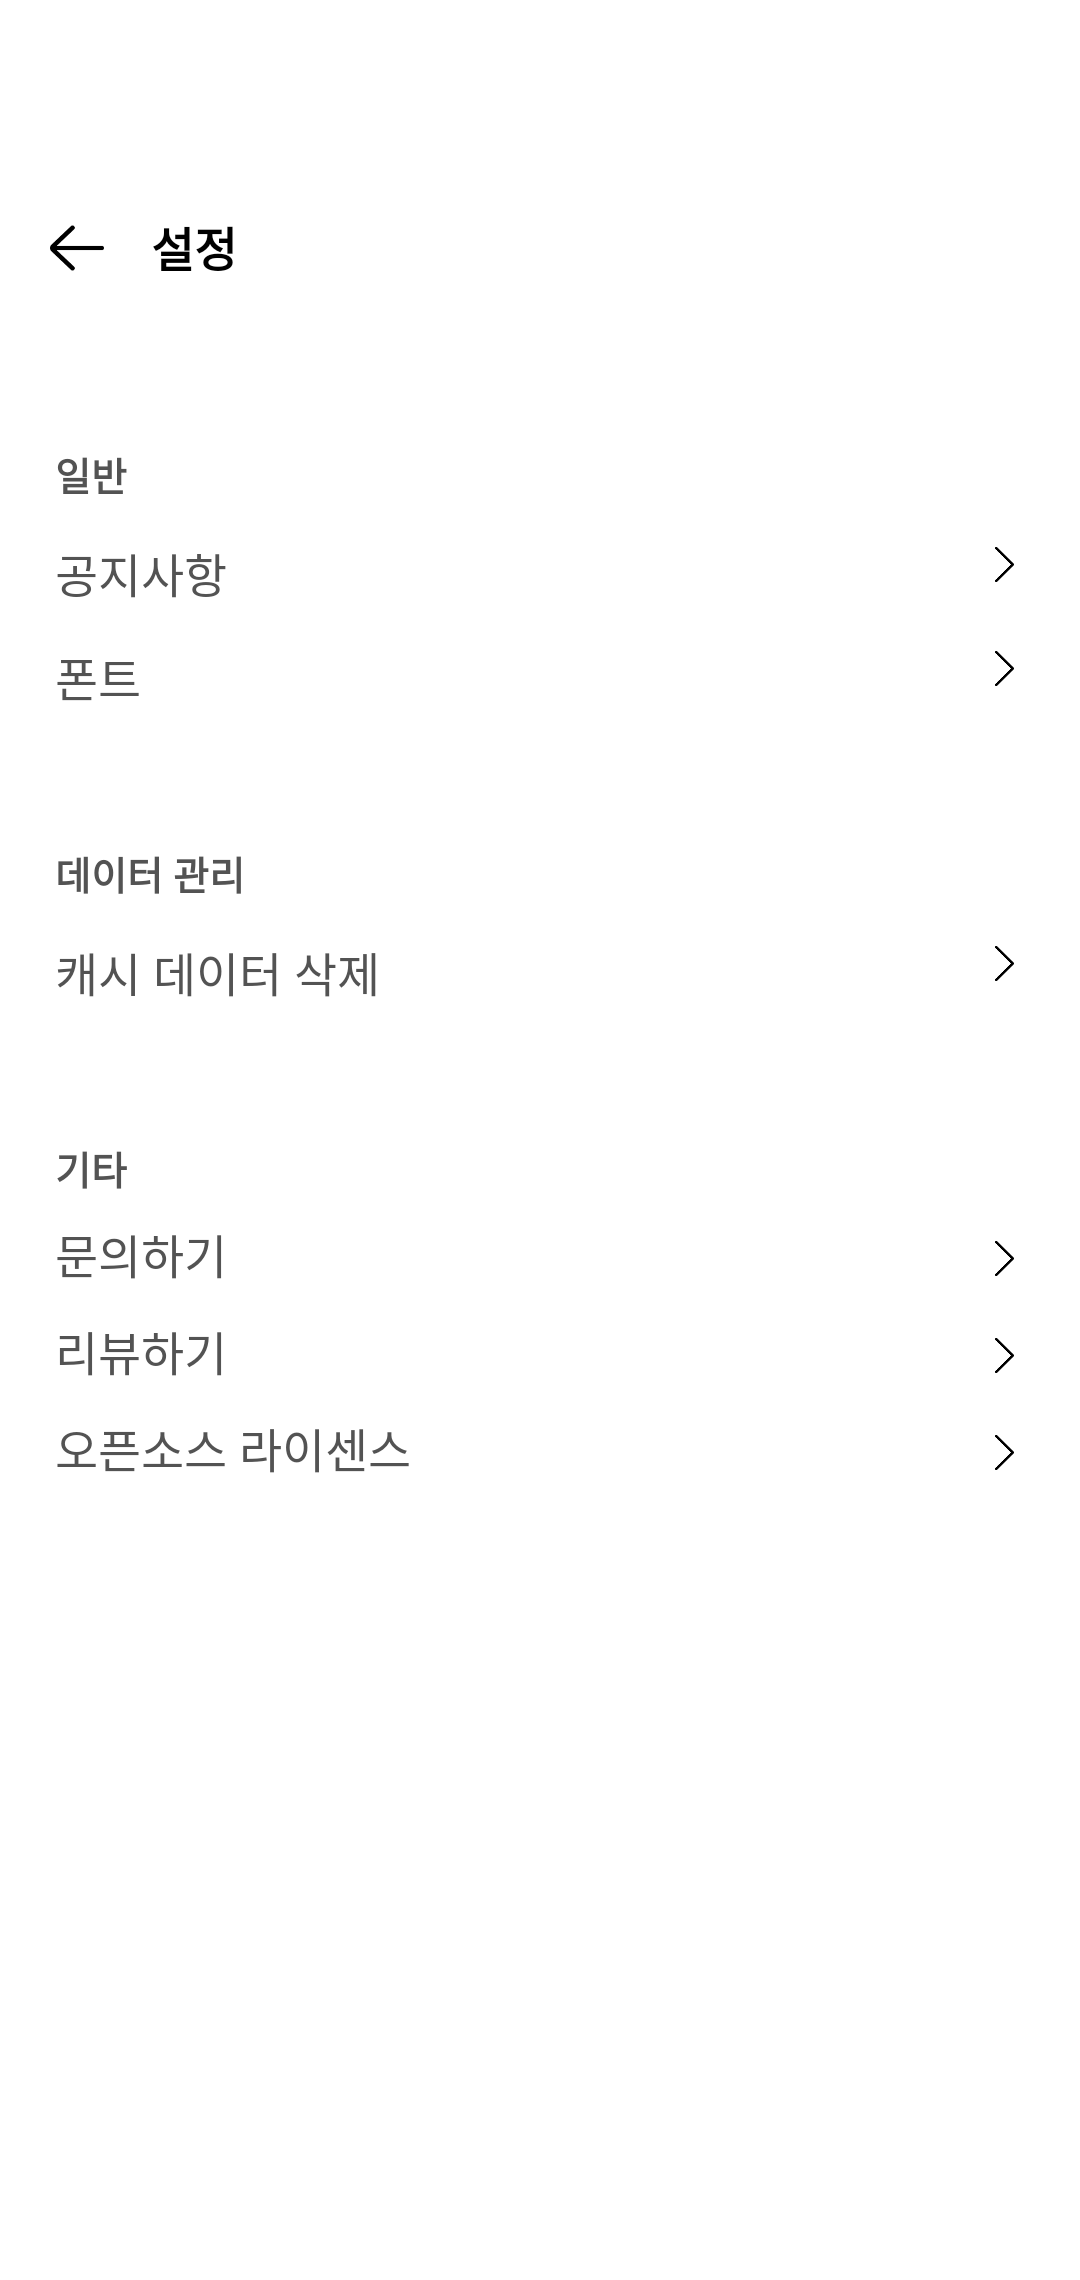 설정
일반
공지사항
폰트
데이터 관리
캐시 데이터 삭제
기타
문의하기
리뷰하기
오픈소스 라이센스